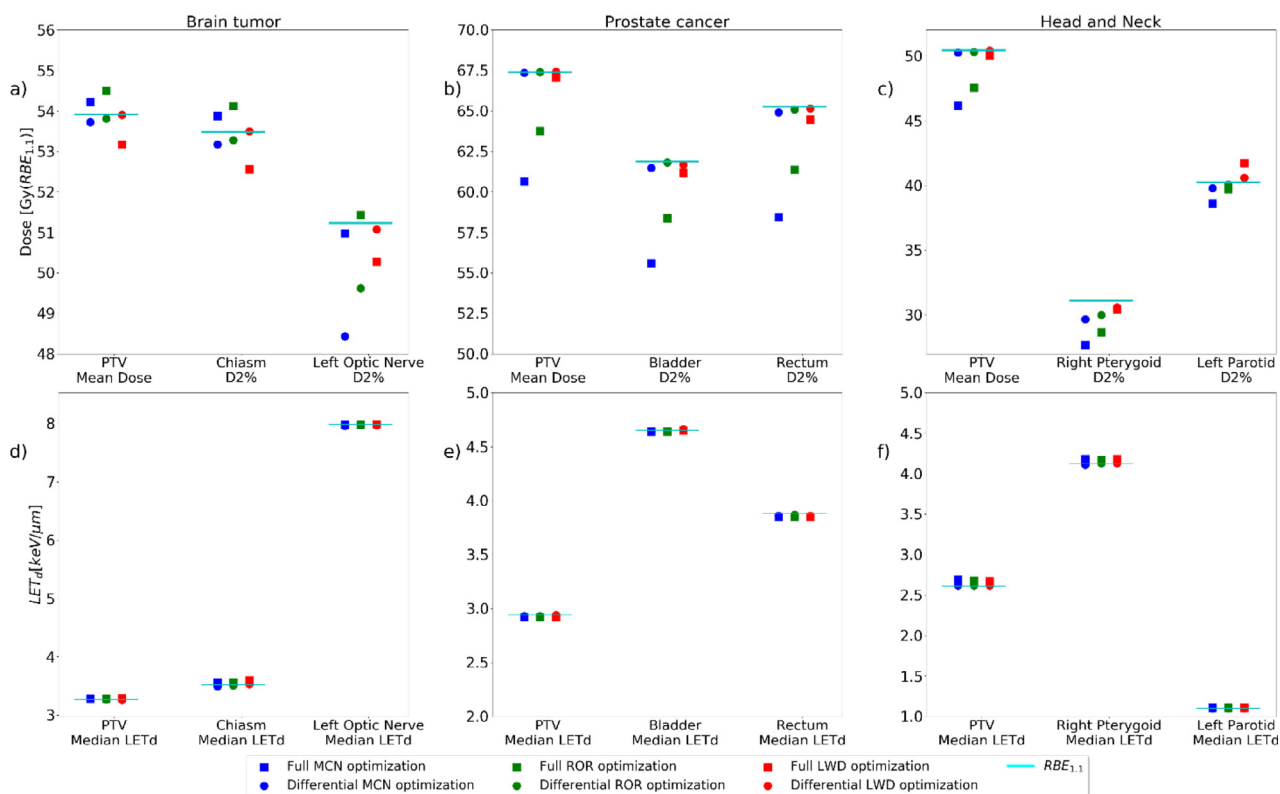 Brain tumor
Prostate cancer
Head and Neck
a)
b)
c)
Dose [Gy(RBE1.1)]
56
55
54
53
52
51
50
49
48
70.0
67.5
65.0
62.5
60.0
57.5
55.0
52.5
50.0
50
45
40
35
30
PTV
Mean Dose
Chiasm
D2%
Left Optic Nerve
D2%
PTV
Mean Dose
Bladder
D2%
Rectum
D2%
PTV
Mean Dose
Right Pterygoid
D2%
Left Parotid
D2%
d)
e)
f)
LETd[keV/μm]
8
7
6
5
4
3
5.0
4.5
4.0
3.5
3.0
2.5
2.0
5.0
4.5
4.0
3.5
3.0
2.5
2.0
1.5
1.0
PTV
Median LETd
Chiasm
Median LETd
Left Optic Nerve
Median LETd
PTV
Median LETd
Bladder
Median LETd
Rectum
Median LETd
PTV
Median LETd
Right Pterygoid
Median LETd
Left Parotid
Median LETd
Full MCN optimization
Differential MCN optimization
Full ROR optimization
Differential ROR optimization
Full LWD optimization
Differential LWD optimization
RBE1.1